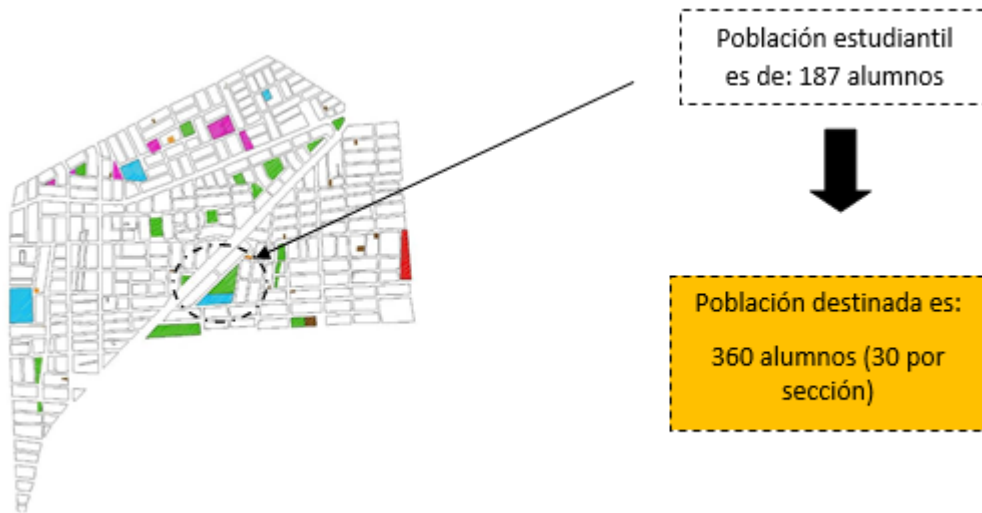 Población estudiantil
es de: 187 alumnos
Población destinada es:
360 alumnos (30 por
sección)